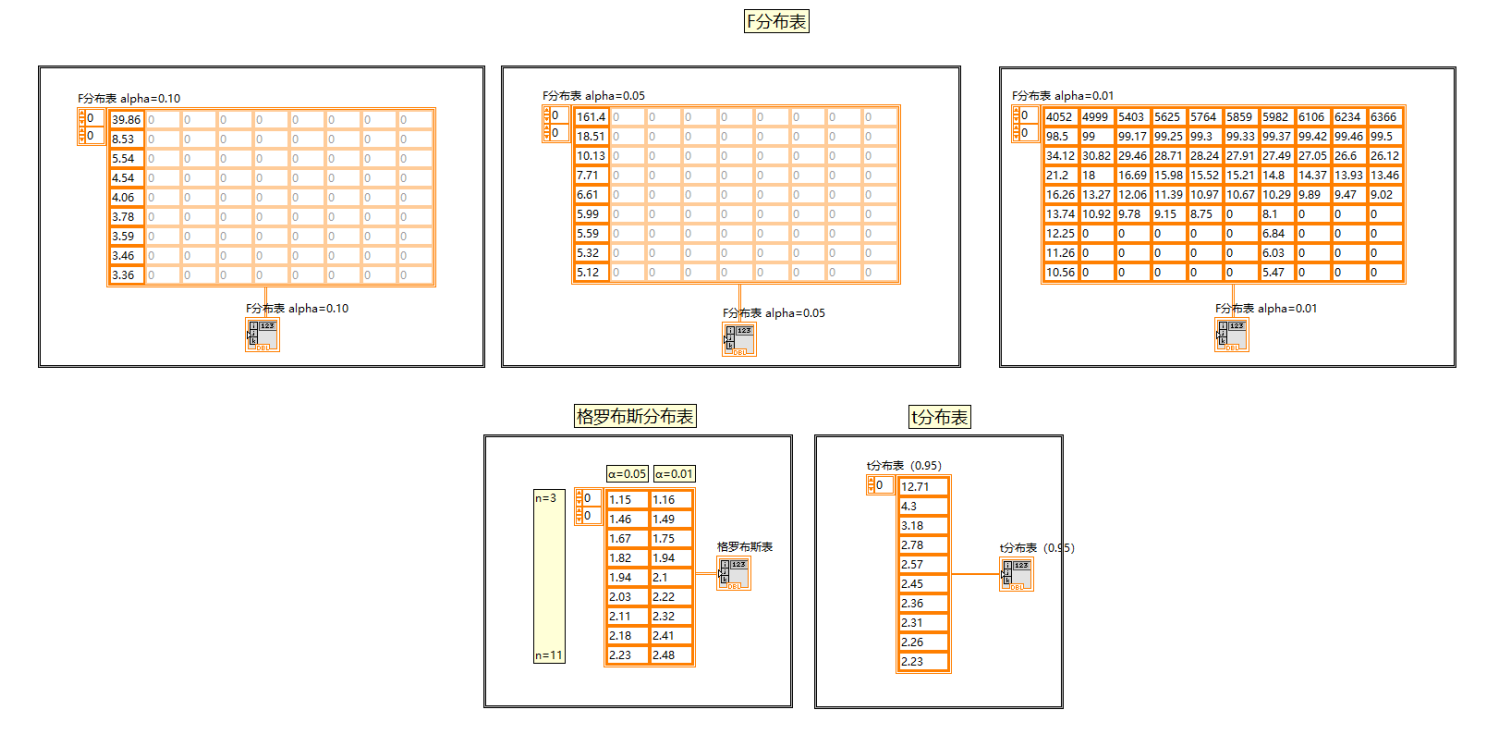 F分布表
F分布表 alpha=0.10
0 39.86 0 0 0 0 0 0 0 0
0 8.53 0 0 0 0 0 0 0 0
5.54 0 0 0 0 0 0 0 0
4.54 0 0 0 0 0 0 0 0
4.06 0 0 0 0 0 0 0 0
3.78 0 0 0 0 0 0 0 0
3.59 0 0 0 0 0 0 0 0
3.46 0 0 0 0 0 0 0 0
3.36 0 0 0 0 0 0 0 0
F分布表 alpha=0.10
i 123
j
k
DBL
F分布表 alpha=0.05
0 161.4 0 0 0 0 0 0 0 0
0 18.51 0 0 0 0 0 0 0 0
10.13 0 0 0 0 0 0 0 0
7.71 0 0 0 0 0 0 0 0
6.61 0 0 0 0 0 0 0 0
5.99 0 0 0 0 0 0 0 0
5.59 0 0 0 0 0 0 0 0
5.32 0 0 0 0 0 0 0 0
5.12 0 0 0 0 0 0 0 0
F分布表 alpha=0.05
i 123
j
k
DBL
F分布表 alpha=0.01
0 4052 4999 5403 5625 5764 5859 5982 6106 6234 6366
0 98.5 99 99.17 99.25 99.3 99.33 99.37 99.42 99.46 99.5
34.12 30.82 29.46 28.71 28.24 27.91 27.49 27.05 26.6 26.12
21.2 18 16.69 15.98 15.52 15.21 14.8 14.37 13.93 13.46
16.26 13.27 12.06 11.39 10.97 10.67 10.29 9.89 9.47 9.02
13.74 10.92 9.78 9.15 8.75 0 8.1 0 0 0
12.25 0 0 0 0 0 6.84 0 0 0
11.26 0 0 0 0 0 6.03 0 0 0
10.56 0 0 0 0 0 5.47 0 0 0
F分布表 alpha=0.01
i 123
j
k
DBL
格罗布斯分布表
α=0.05 α=0.01
n=3 0 1.15 1.16
0 1.46 1.49
1.67 1.75
1.82 1.94
1.94 2.1
2.03 2.22
2.11 2.32
2.18 2.41
n=11 2.23 2.48
格罗布斯表
i 123
j
k
DBL
t分布表
t分布表（0.95）
0 12.71
4.3
3.18
2.78
2.57
2.45
2.36
2.31
2.26
2.23
t分布表（0.95）
i 123
j
k
DBL